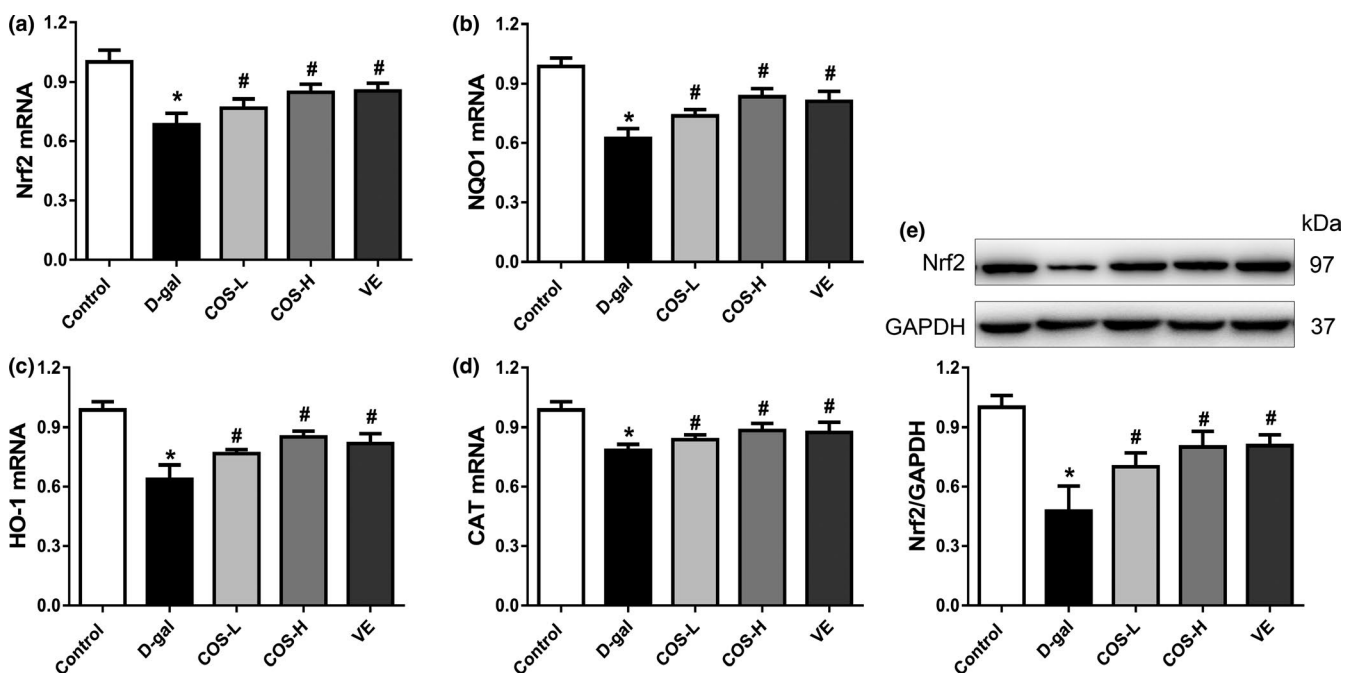 (a)
Nrf2 mRNA
1.2
0.9
0.6
0.3
0.0
*
#
#
#
Control
D-gal
COS-L
COS-H
VE
(b)
NQO1 mRNA
1.2
0.9
0.6
0.3
0.0
*
#
#
#
Control
D-gal
COS-L
COS-H
VE
(c)
HO-1 mRNA
1.2
0.9
0.6
0.3
0.0
*
#
#
#
Control
D-gal
COS-L
COS-H
VE
(d)
CAT mRNA
1.2
0.9
0.6
0.3
0.0
*
#
#
#
Control
D-gal
COS-L
COS-H
VE
(e)
kDa
Nrf2 97
GAPDH 37
Nrf2/GAPDH
1.2
0.9
0.6
0.3
0.0
*
#
#
#
Control
D-gal
COS-L
COS-H
VE